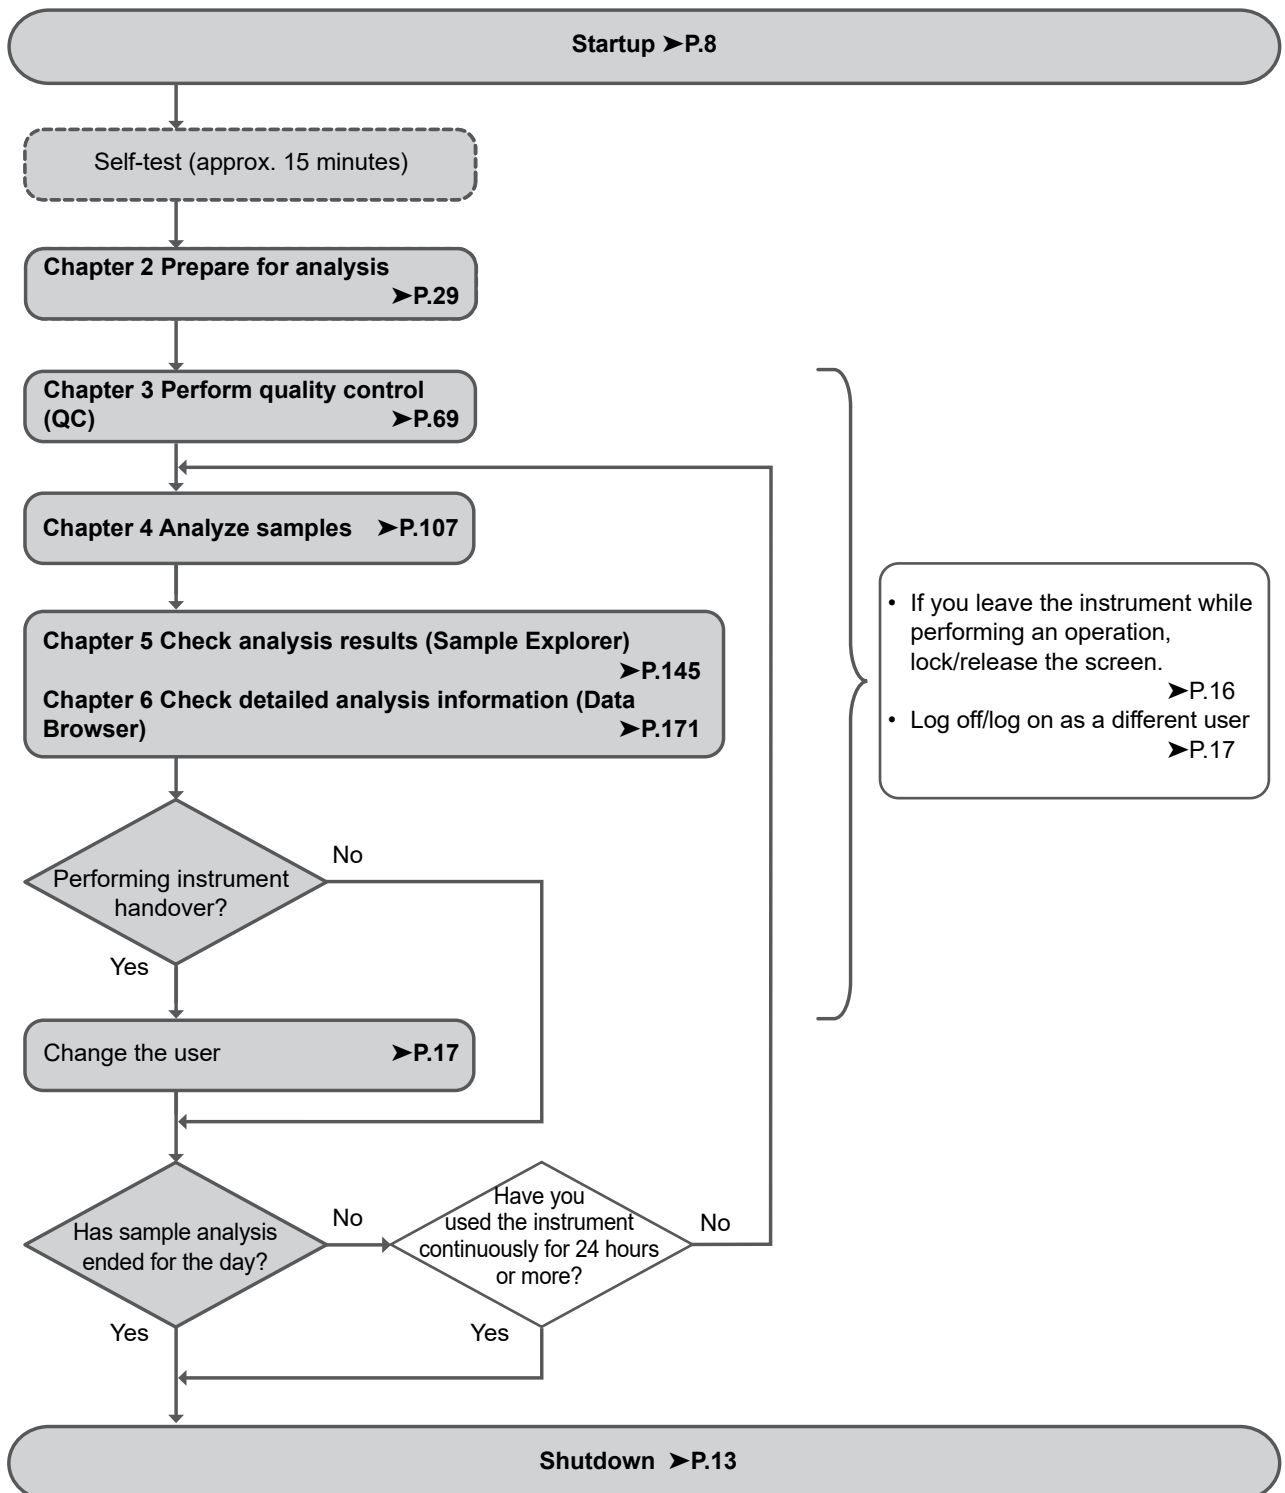 Startup ➤P.8
Self-test (approx. 15 minutes)
Chapter 2 Prepare for analysis
➤P.29
Chapter 3 Perform quality control
(QC) ➤P.69
Chapter 4 Analyze samples ➤P.107
Chapter 5 Check analysis results (Sample Explorer)
➤P.145
Chapter 6 Check detailed analysis information (Data
Browser) ➤P.171
• If you leave the instrument while
performing an operation,
lock/release the screen.
➤P.16
• Log off/log on as a different user
➤P.17
No
Performing instrument
handover?
Yes
Change the user ➤P.17
Has sample analysis
ended for the day?
No
Yes
Have you
used the instrument
continuously for 24 hours
or more?
No
Yes
Shutdown ➤P.13